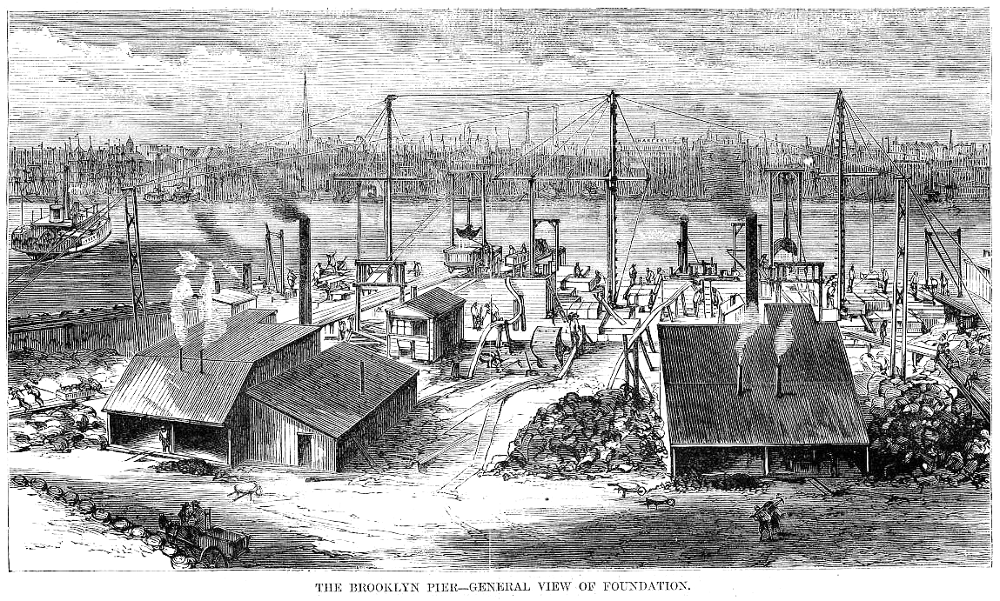 THE BROOKLYN PIER—GENERAL VIEW OF FOUNDATION.